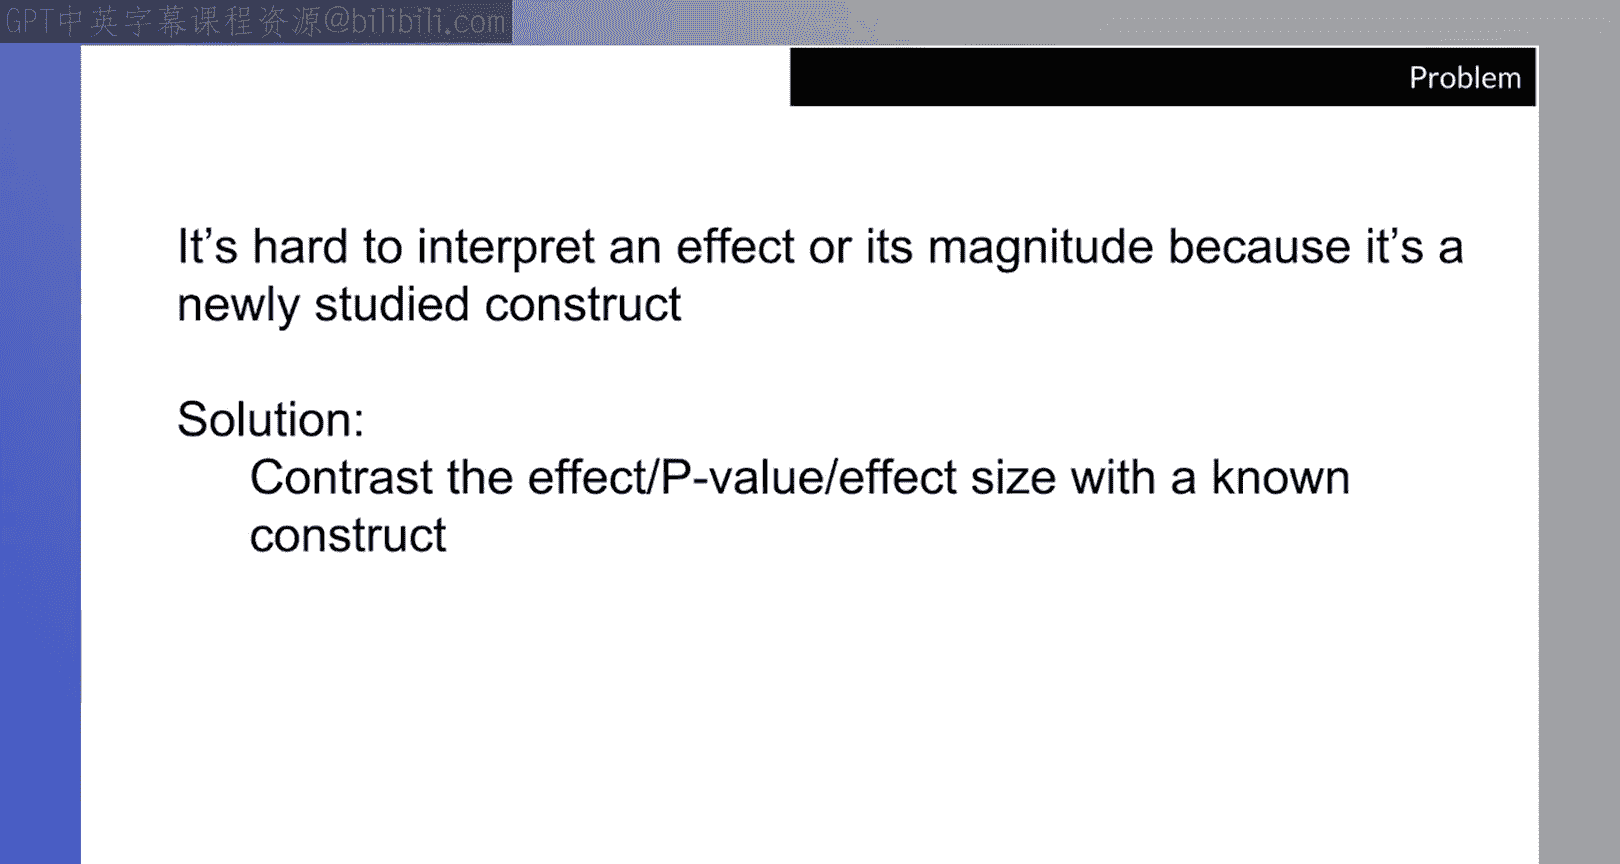 GPT中英字幕课程资源@bilibili.com
Problem
It’s hard to interpret an effect or its magnitude because it’s a
newly studied construct
Solution:
Contrast the effect/P-value/effect size with a known
construct